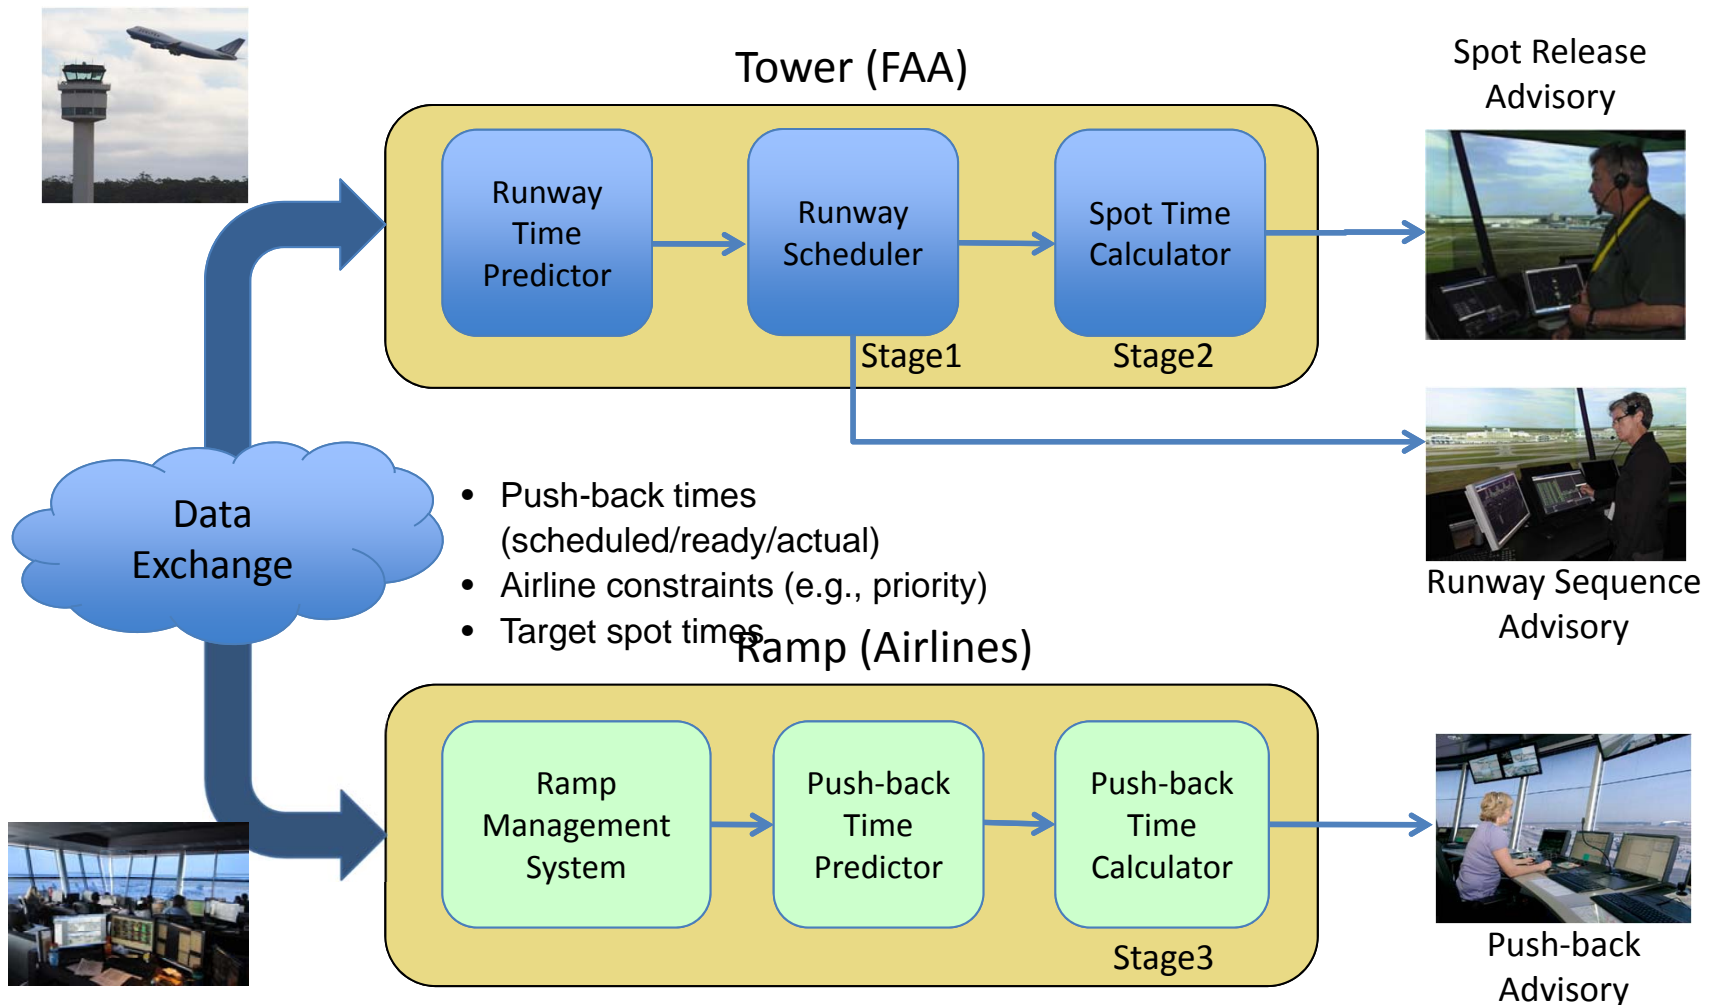 Tower (FAA)
Spot Release
Advisory
Runway
Time
Predictor
Runway
Scheduler
Spot Time
Calculator
Stage1
Stage2
Data
Exchange
• Push-back times
(scheduled/ready/actual)
• Airline constraints (e.g., priority)
• Target spot times
Runway Sequence
Advisory
Ramp (Airlines)
Ramp
Management
System
Push-back
Time
Predictor
Push-back
Time
Calculator
Stage3
Push-back
Advisory